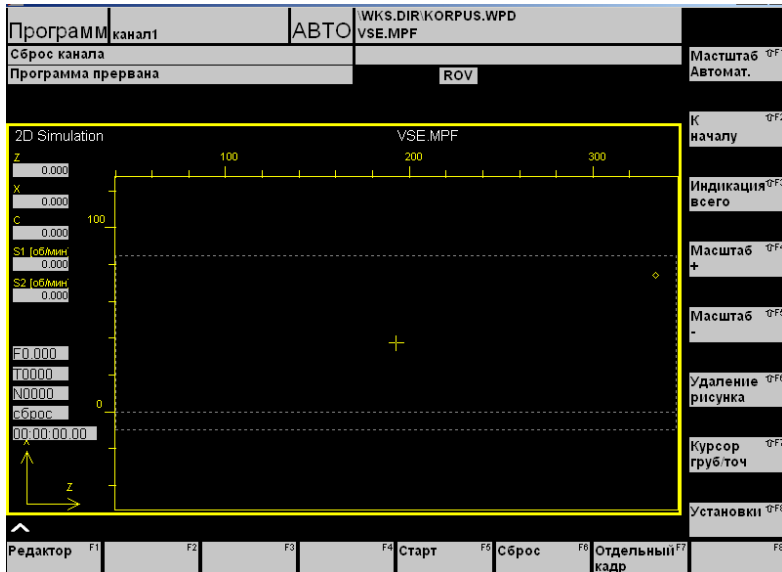 Программ канал1 АВТО \WKS.DIR\KORPUS.WPD
VSE.MPF
Сброс канала
Программа прервана ROV
Мастштаб
Автомат.
К
началу
Индикация
всего
Масштаб
+
Масштаб
-
Удаление
рисунка
Курсор
груб/точ
Установки
2D Simulation VSE.MPF
100 200 300
Z
0.000
X
0.000
C
0.000
100
S1 [об/мин
0.000
S2 [об/мин
0.000
F0.000
T0000
N0000
0
сброс
00:00:00.00
X
Z
Редактор F1 F2 F3 F4 Старт F5 Сброс F6 Отдельный F7
кадр